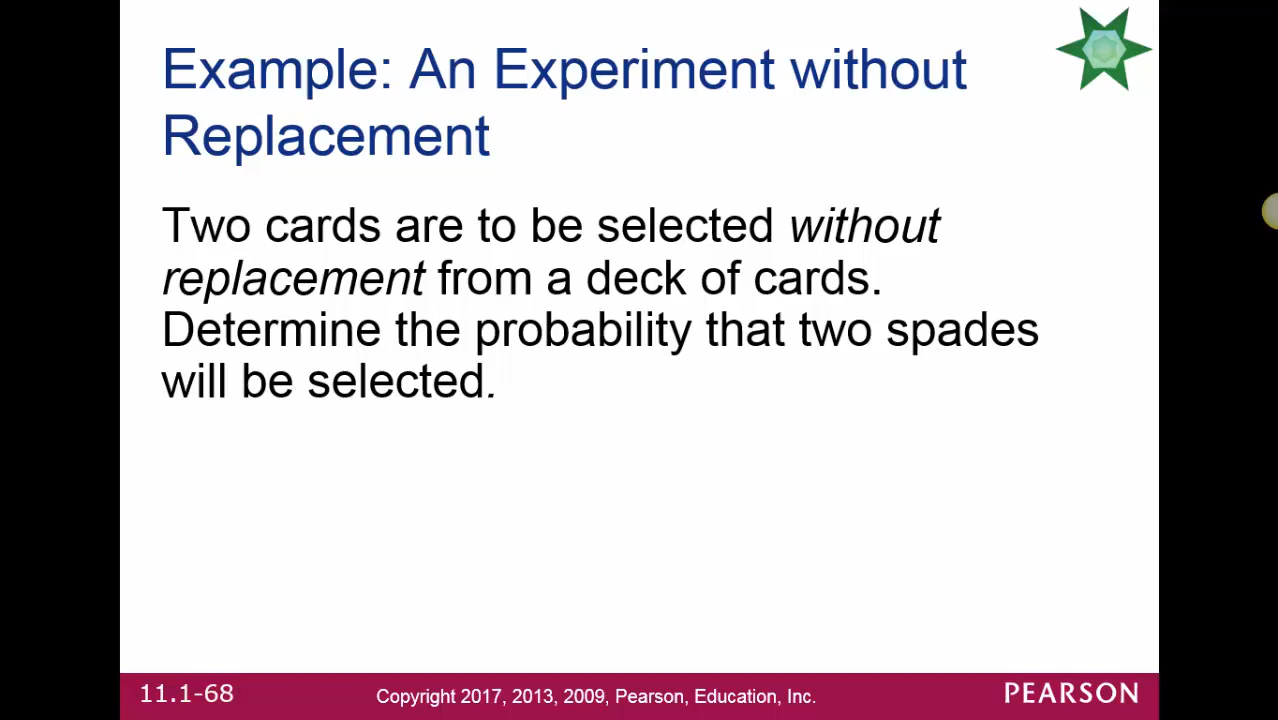 Example: An Experiment without
Replacement
Two cards are to be selected without
replacement from a deck of cards.
Determine the probability that two spades
will be selected.
11.1-68
Copyright 2017, 2013, 2009, Pearson, Education, Inc.
PEARSON